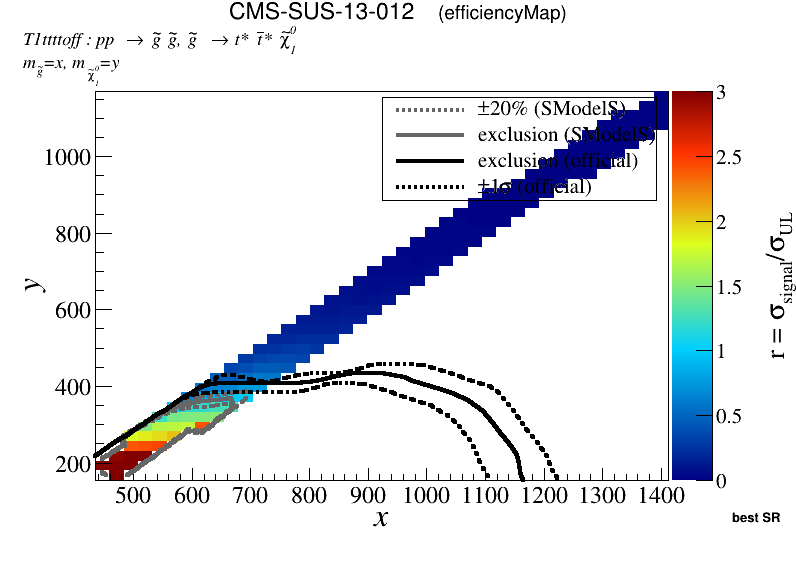 CMS-SUS-13-012 (efficiencyMap)
T1ttttoff : pp → g̃ g̃, g̃ → t* t̄* χ̃₁⁰
m_g̃=x, m_χ̃₁⁰=y
±20% (SModelS)
exclusion (SModelS)
exclusion (official)
±1σ (official)
1000
800
600
400
200
y
500 600 700 800 900 1000 1100 1200 1300 1400
x
3
2.5
2
1.5
1
0.5
0
r = σ_signal/σ_UL
best SR